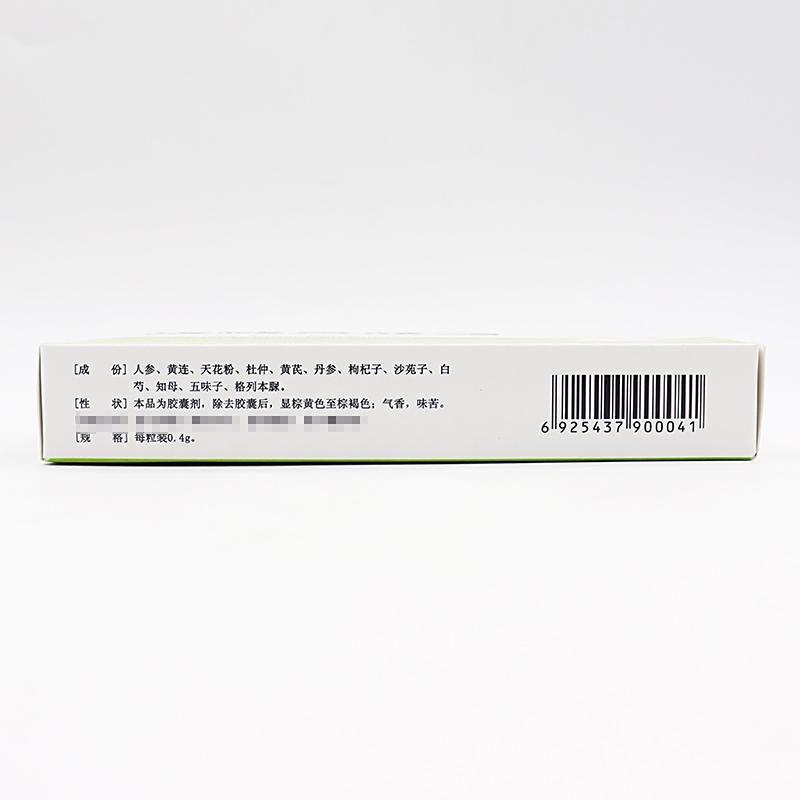 [成 份] 人参、黄连、天花粉、杜仲、黄芪、丹参、枸杞子、沙苑子、白
芍、知母、五味子、格列本脲。
[性 状] 本品为胶囊剂，除去胶囊后，显棕黄色至棕褐色；气香，味苦。
[规 格] 每粒装0.4g。
6 925437 900041